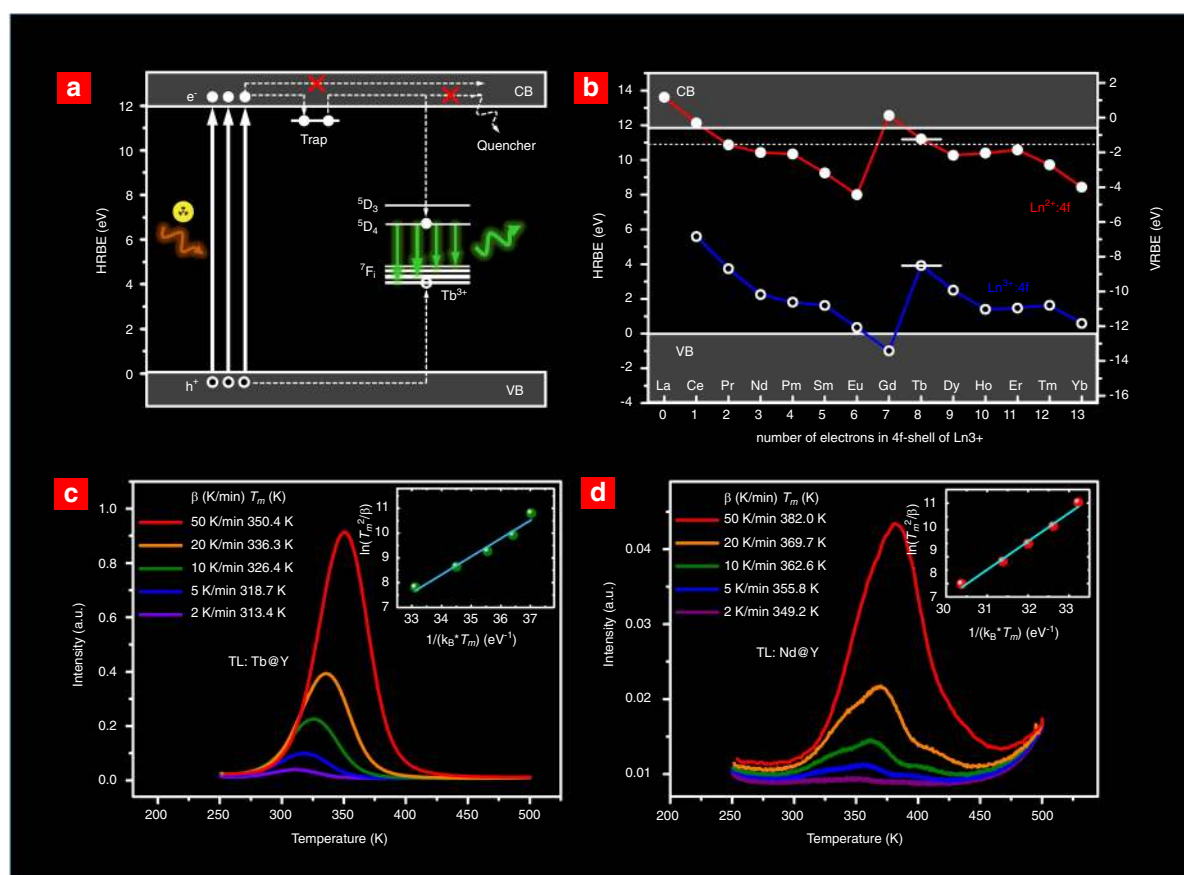 a
e-
CB
Trap
Quencher
12
10
8
6
4
2
0
HRBE (eV)
5D3
5D4
7Fi
Tb3+
h+
VB
b
CB
14
12
10
8
6
4
2
0
-2
-4
HRBE (eV)
2
0
-2
-4
-6
-8
-10
-12
-14
-16
VRBE (eV)
Ln2+:4f
Ln3+:4f
VB
La Ce Pr Nd Pm Sm Eu Gd Tb Dy Ho Er Tm Yb
0 1 2 3 4 5 6 7 8 9 10 11 12 13
number of electrons in 4f-shell of Ln3+
c
β (K/min) Tm (K)
50 K/min 350.4 K
20 K/min 336.3 K
10 K/min 326.4 K
5 K/min 318.7 K
2 K/min 313.4 K
TL: Tb@Y
1.0
0.8
0.6
0.4
0.2
0.0
Intensity (a.u.)
200 250 300 350 400 450 500
Temperature (K)
11
10
9
8
7
ln(Tm2/β)
33 34 35 36 37
1/(kB*Tm) (eV-1)
d
β (K/min) Tm (K)
50 K/min 382.0 K
20 K/min 369.7 K
10 K/min 362.6 K
5 K/min 355.8 K
2 K/min 349.2 K
TL: Nd@Y
0.04
0.03
0.02
0.01
Intensity (a.u.)
200 250 300 350 400 450 500
Temperature (K)
11
10
9
8
7
ln(Tm2/β)
30 31 32 33
1/(kB*Tm) (eV-1)